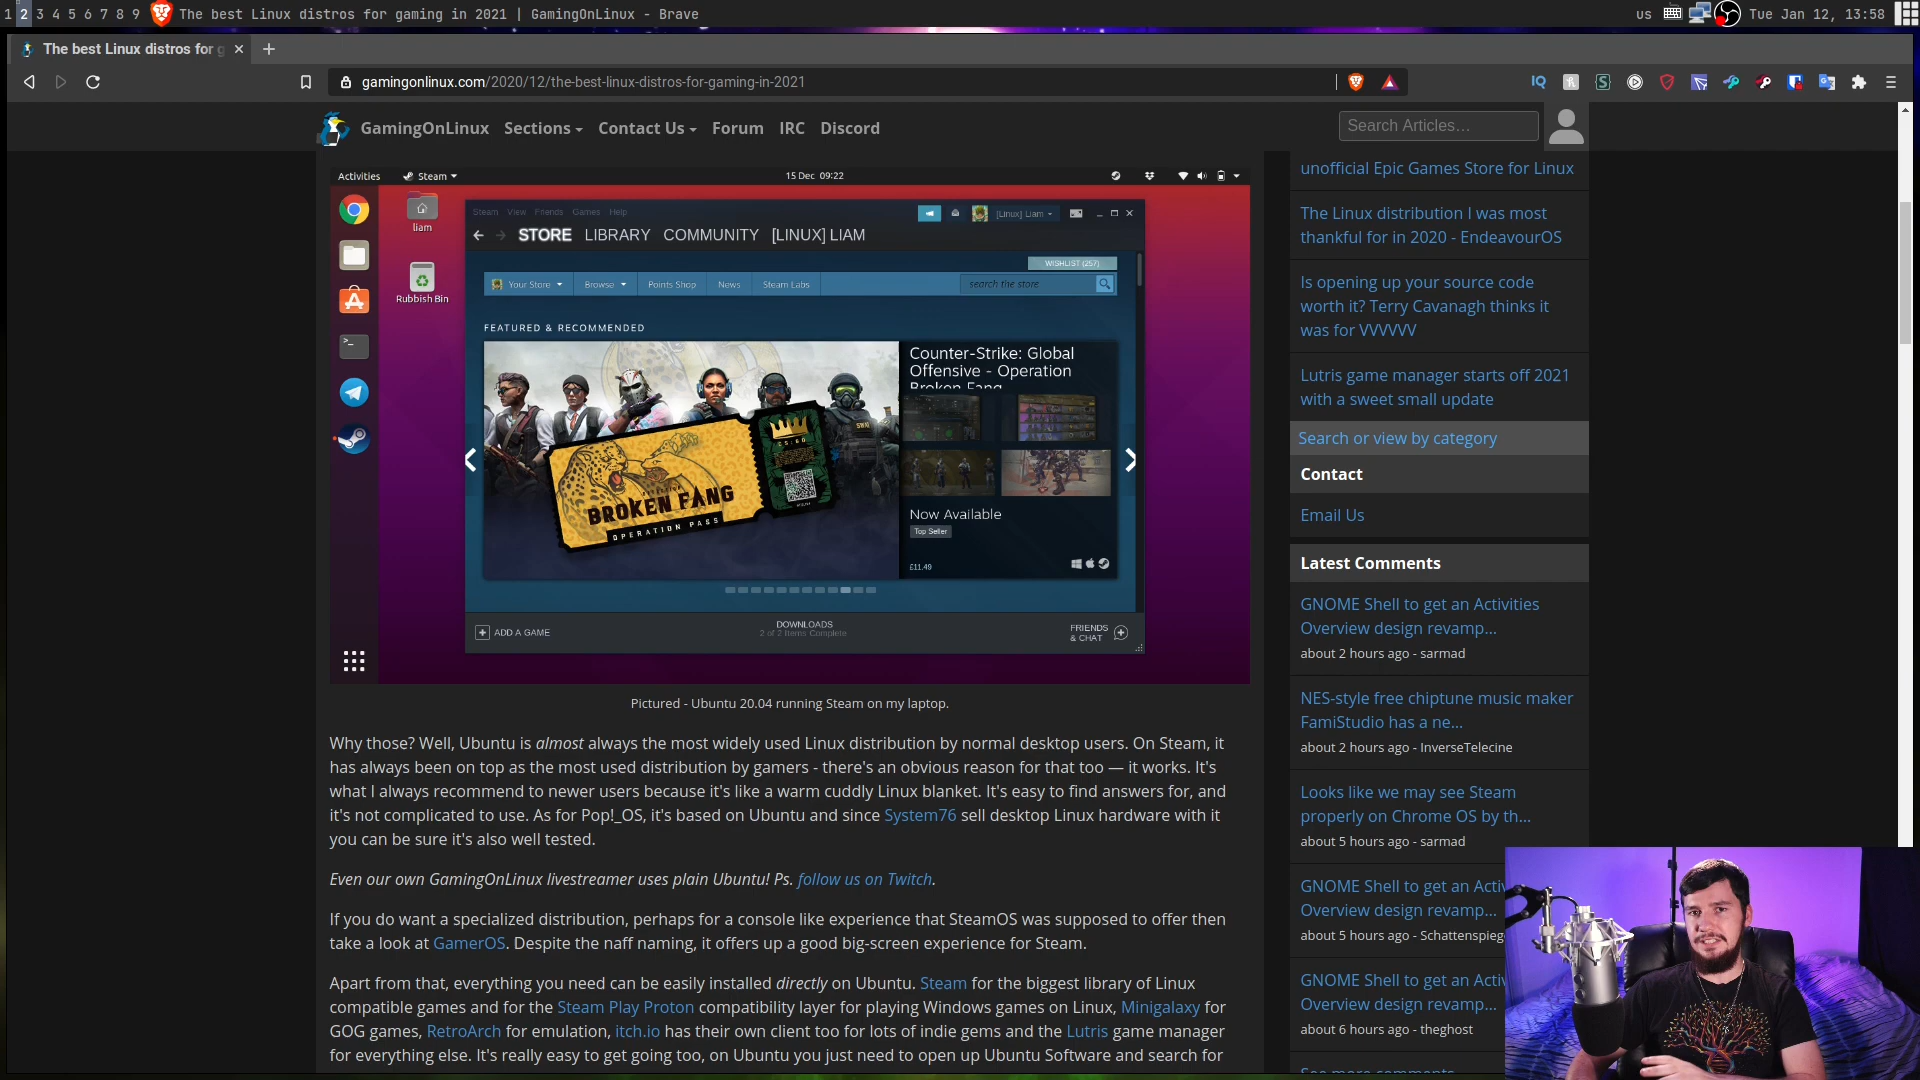 1 2 3 4 5 6 7 8 9 The best Linux distros for gaming in 2021 | GamingOnLinux - Brave
us Tue Jan 12, 13:58
The best Linux distros for g
gamingonlinux.com/2020/12/the-best-linux-distros-for-gaming-in-2021
GamingOnLinux Sections Contact Us Forum IRC Discord
Search Articles...
Activities Steam 15 Dec 09:22
liam
Rubbish Bin
Steam View Friends Games Help
[Linux] Liam
STORE LIBRARY COMMUNITY [LINUX] LIAM
WISHLIST (257)
Your Store Browse Points Shop News Steam Labs search the store
FEATURED & RECOMMENDED
Counter-Strike: Global
Offensive - Operation
Broken Fang
BROKEN FANG
OPERATION PASS
Now Available
Top Seller
£11.49
ADD A GAME
DOWNLOADS
2 of 2 Items Complete
FRIENDS
& CHAT
Pictured - Ubuntu 20.04 running Steam on my laptop.
Why those? Well, Ubuntu is almost always the most widely used Linux distribution by normal desktop users. On Steam, it
has always been on top as the most used distribution by gamers - there's an obvious reason for that too — it works. It's
what I always recommend to newer users because it's like a warm cuddly Linux blanket. It's easy to find answers for, and
it's not complicated to use. As for Pop!_OS, it's based on Ubuntu and since System76 sell desktop Linux hardware with it
you can be sure it's also well tested.
Even our own GamingOnLinux livestreamer uses plain Ubuntu! Ps. follow us on Twitch.
If you do want a specialized distribution, perhaps for a console like experience that SteamOS was supposed to offer then
take a look at GamerOS. Despite the naff naming, it offers up a good big-screen experience for Steam.
Apart from that, everything you need can be easily installed directly on Ubuntu. Steam for the biggest library of Linux
compatible games and for the Steam Play Proton compatibility layer for playing Windows games on Linux, Minigalaxy for
GOG games, RetroArch for emulation, itch.io has their own client too for lots of indie gems and the Lutris game manager
for everything else. It's really easy to get going too, on Ubuntu you just need to open up Ubuntu Software and search for
unofficial Epic Games Store for Linux
The Linux distribution I was most
thankful for in 2020 - EndeavourOS
Is opening up your source code
worth it? Terry Cavanagh thinks it
was for VVVVVV
Lutris game manager starts off 2021
with a sweet small update
Search or view by category
Contact
Email Us
Latest Comments
GNOME Shell to get an Activities
Overview design revamp...
about 2 hours ago - sarmad
NES-style free chiptune music maker
FamiStudio has a ne...
about 2 hours ago - InverseTelecine
Looks like we may see Steam
properly on Chrome OS by th...
about 5 hours ago - sarmad
GNOME Shell to get an Activ
Overview design revamp...
about 5 hours ago - Schattenspieg
GNOME Shell to get an Activ
Overview design revamp...
about 6 hours ago - theghost
See more comments